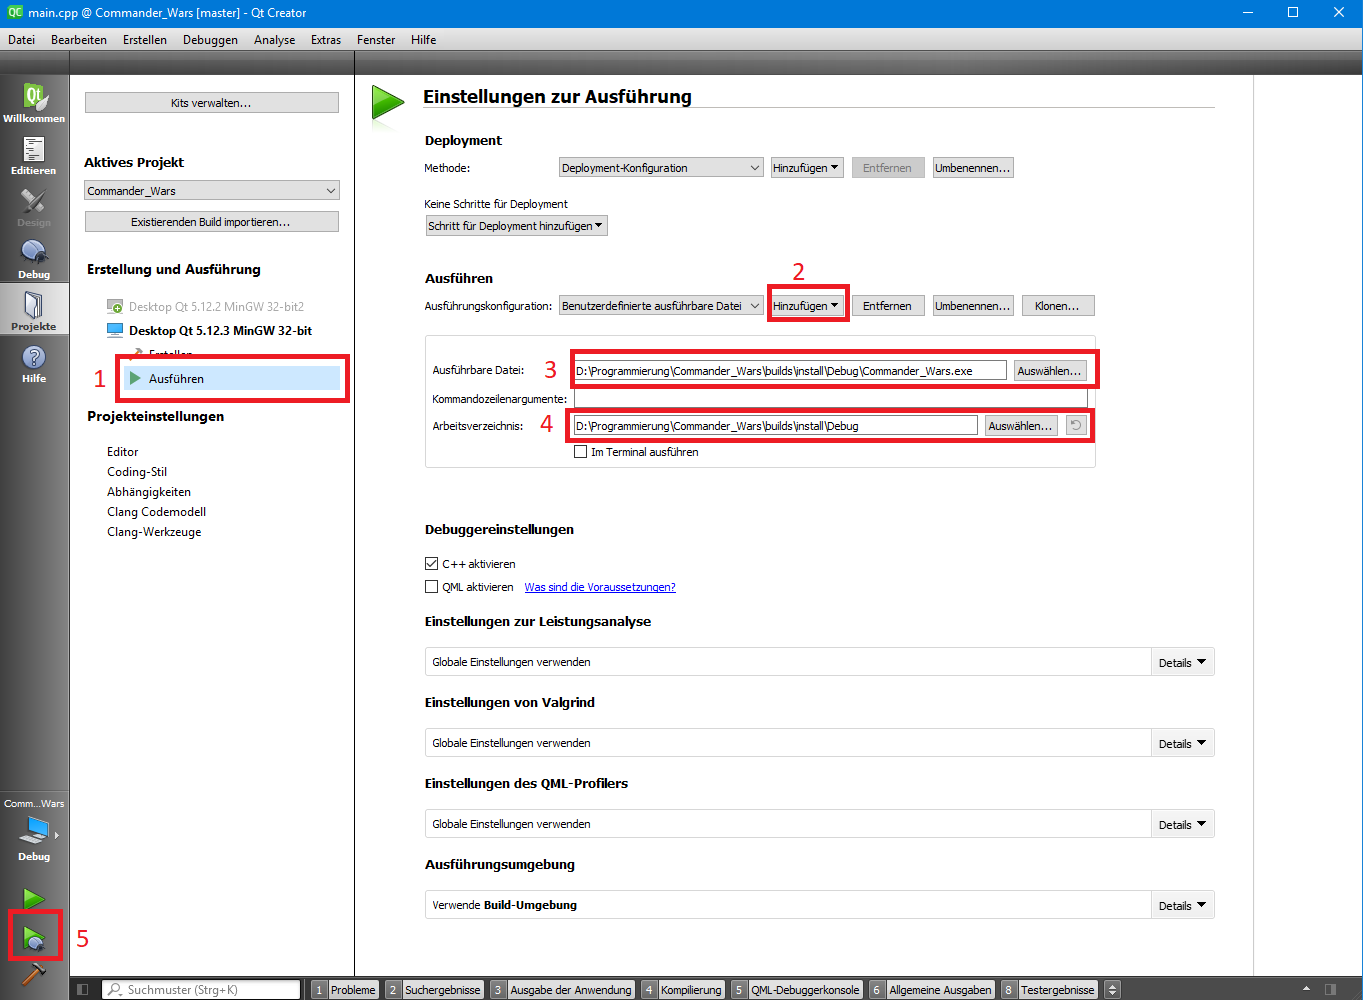 main.cpp @ Commander_Wars [master] - Qt Creator
Datei Bearbeiten Erstellen Debuggen Analyse Extras Fenster Hilfe
Willkommen
Editieren
Design
Debug
Projekte
Hilfe
Comm...Wars
Debug
5
Kits verwalten...
Aktives Projekt
Commander_Wars
Existierenden Build importieren...
Erstellung und Ausführung
Desktop Qt 5.12.2 MinGW 32-bit2
Desktop Qt 5.12.3 MinGW 32-bit
Erstellen
1 Ausführen
Projekteinstellungen
Editor
Coding-Stil
Abhängigkeiten
Clang Codemodell
Clang-Werkzeuge
Einstellungen zur Ausführung
Deployment
Methode: Deployment-Konfiguration Hinzufügen Entfernen Umbenennen...
Keine Schritte für Deployment
Schritt für Deployment hinzufügen
Ausführen
2
Ausführungskonfiguration: Benutzerdefinierte ausführbare Datei Hinzufügen Entfernen Umbenennen... Klonen...
Ausführbare Datei: 3 D:\Programmierung\Commander_Wars\builds\install\Debug\Commander_Wars.exe Auswählen...
Kommandozeilenargumente:
Arbeitsverzeichnis: 4 D:\Programmierung\Commander_Wars\builds\install\Debug Auswählen...
Im Terminal ausführen
Debuggereinstellungen
C++ aktivieren
QML aktivieren Was sind die Voraussetzungen?
Einstellungen zur Leistungsanalyse
Globale Einstellungen verwenden Details
Einstellungen von Valgrind
Globale Einstellungen verwenden Details
Einstellungen des QML-Profilers
Globale Einstellungen verwenden Details
Ausführungsumgebung
Verwende Build-Umgebung Details
Suchmuster (Strg+K) 1 Probleme 2 Suchergebnisse 3 Ausgabe der Anwendung 4 Kompilierung 5 QML-Debuggerkonsole 6 Allgemeine Ausgaben 8 Testergebnisse